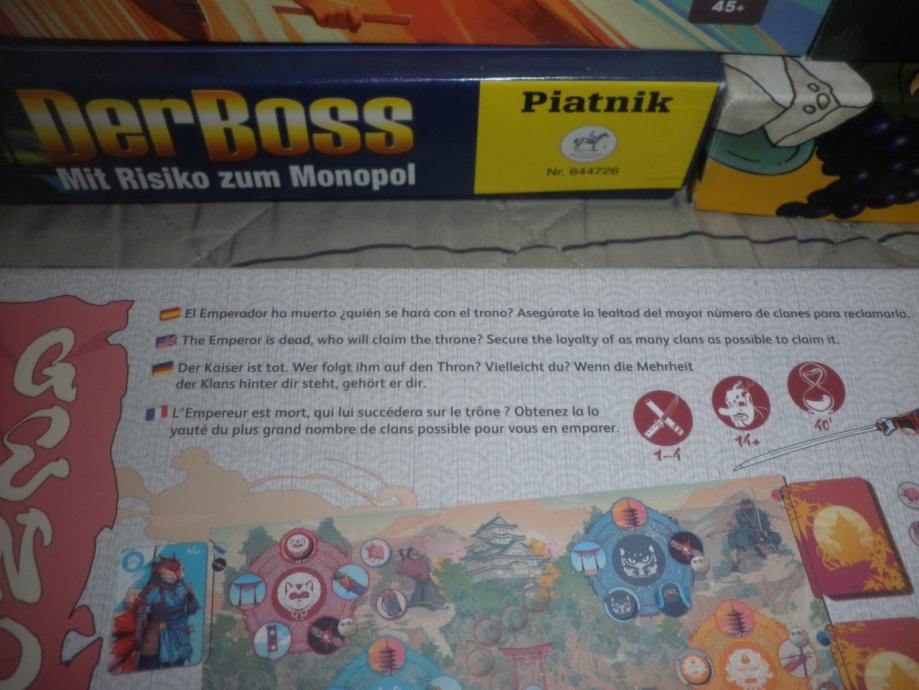 45+
DerBoss
Mit Risiko zum Monopol
Piatnik
Nr. 644726
El Emperador ha muerto ¿quién se hará con el trono? Asegúrate la lealtad del mayor número de clanes para reclamarlo.
The Emperor is dead, who will claim the throne? Secure the loyalty of as many clans as possible to claim it.
Der Kaiser ist tot. Wer folgt ihm auf den Thron? Vielleicht du? Wenn die Mehrheit
der Klans hinter dir steht, gehört er dir.
L'Empereur est mort, qui lui succédera sur le trône ? Obtenez la lo
yauté du plus grand nombre de clans possible pour vous en emparer.
1-4
14+
40'